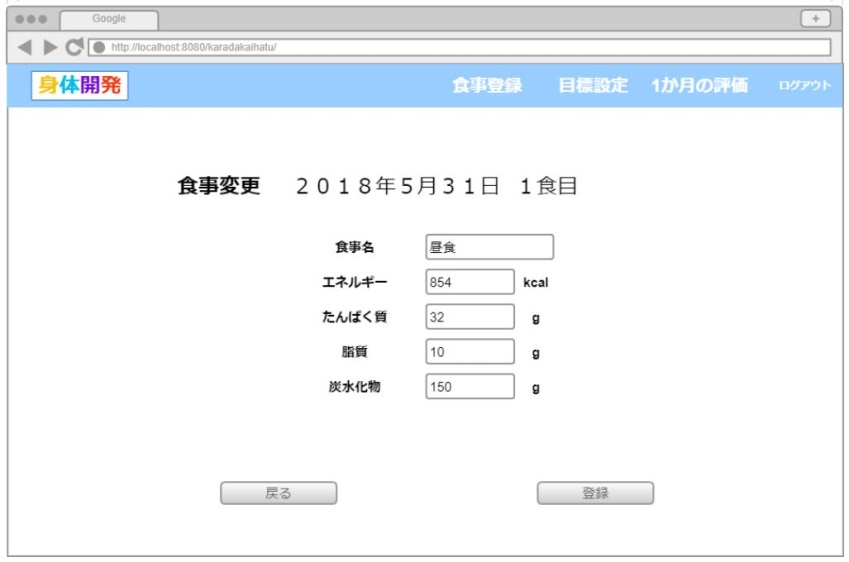 Google
+
http://localhost:8080/karadakaihatu/
身体開発 食事登録 目標設定 1か月の評価 ログアウト
食事変更 2018年5月31日 1食目
食事名 昼食
エネルギー 854 kcal
たんぱく質 32 g
脂質 10 g
炭水化物 150 g
戻る 登録